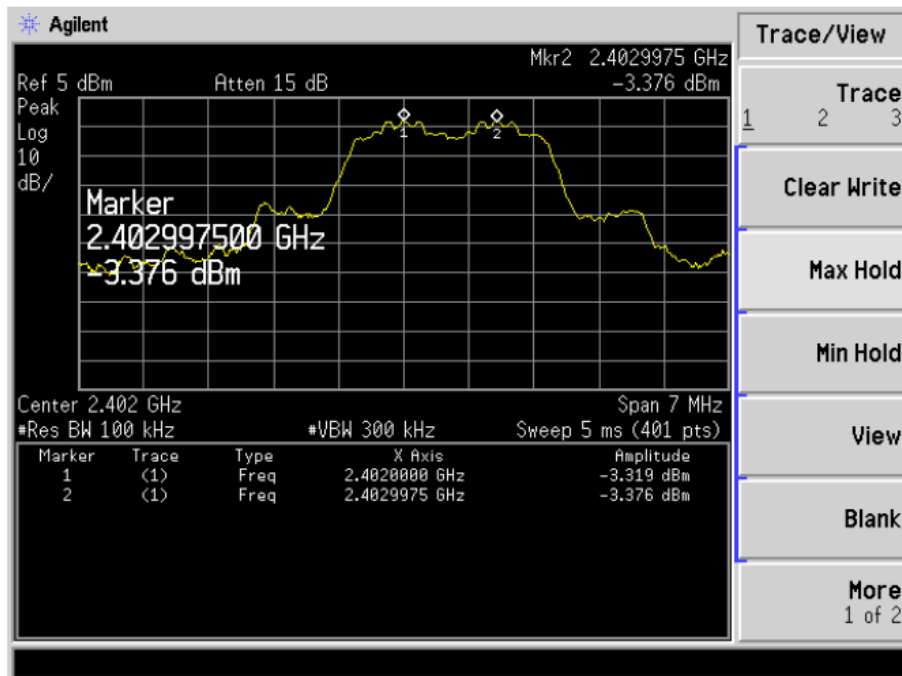 Agilent
Trace/View
Mkr2 2.4029975 GHz
Ref 5 dBm Atten 15 dB -3.376 dBm
Peak
Log
10
dB/
1
2
Marker
2.402997500 GHz
-3.376 dBm
Center 2.402 GHz Span 7 MHz
#Res BW 100 kHz #VBW 300 kHz Sweep 5 ms (401 pts)
Marker Trace Type X Axis Amplitude
1 (1) Freq 2.4020000 GHz -3.319 dBm
2 (1) Freq 2.4029975 GHz -3.376 dBm
Trace
1 2 3
Clear Write
Max Hold
Min Hold
View
Blank
More
1 of 2